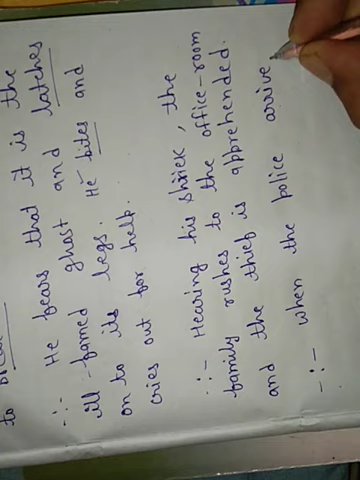 to
-:- He fears that it is the
ill-famed ghost and latches
on to its legs. He bites and
cries out for help.
-:- Hearing his shriek, the
family rushes to the office-room
and the thief is apprehended.
-:- when the police arrive